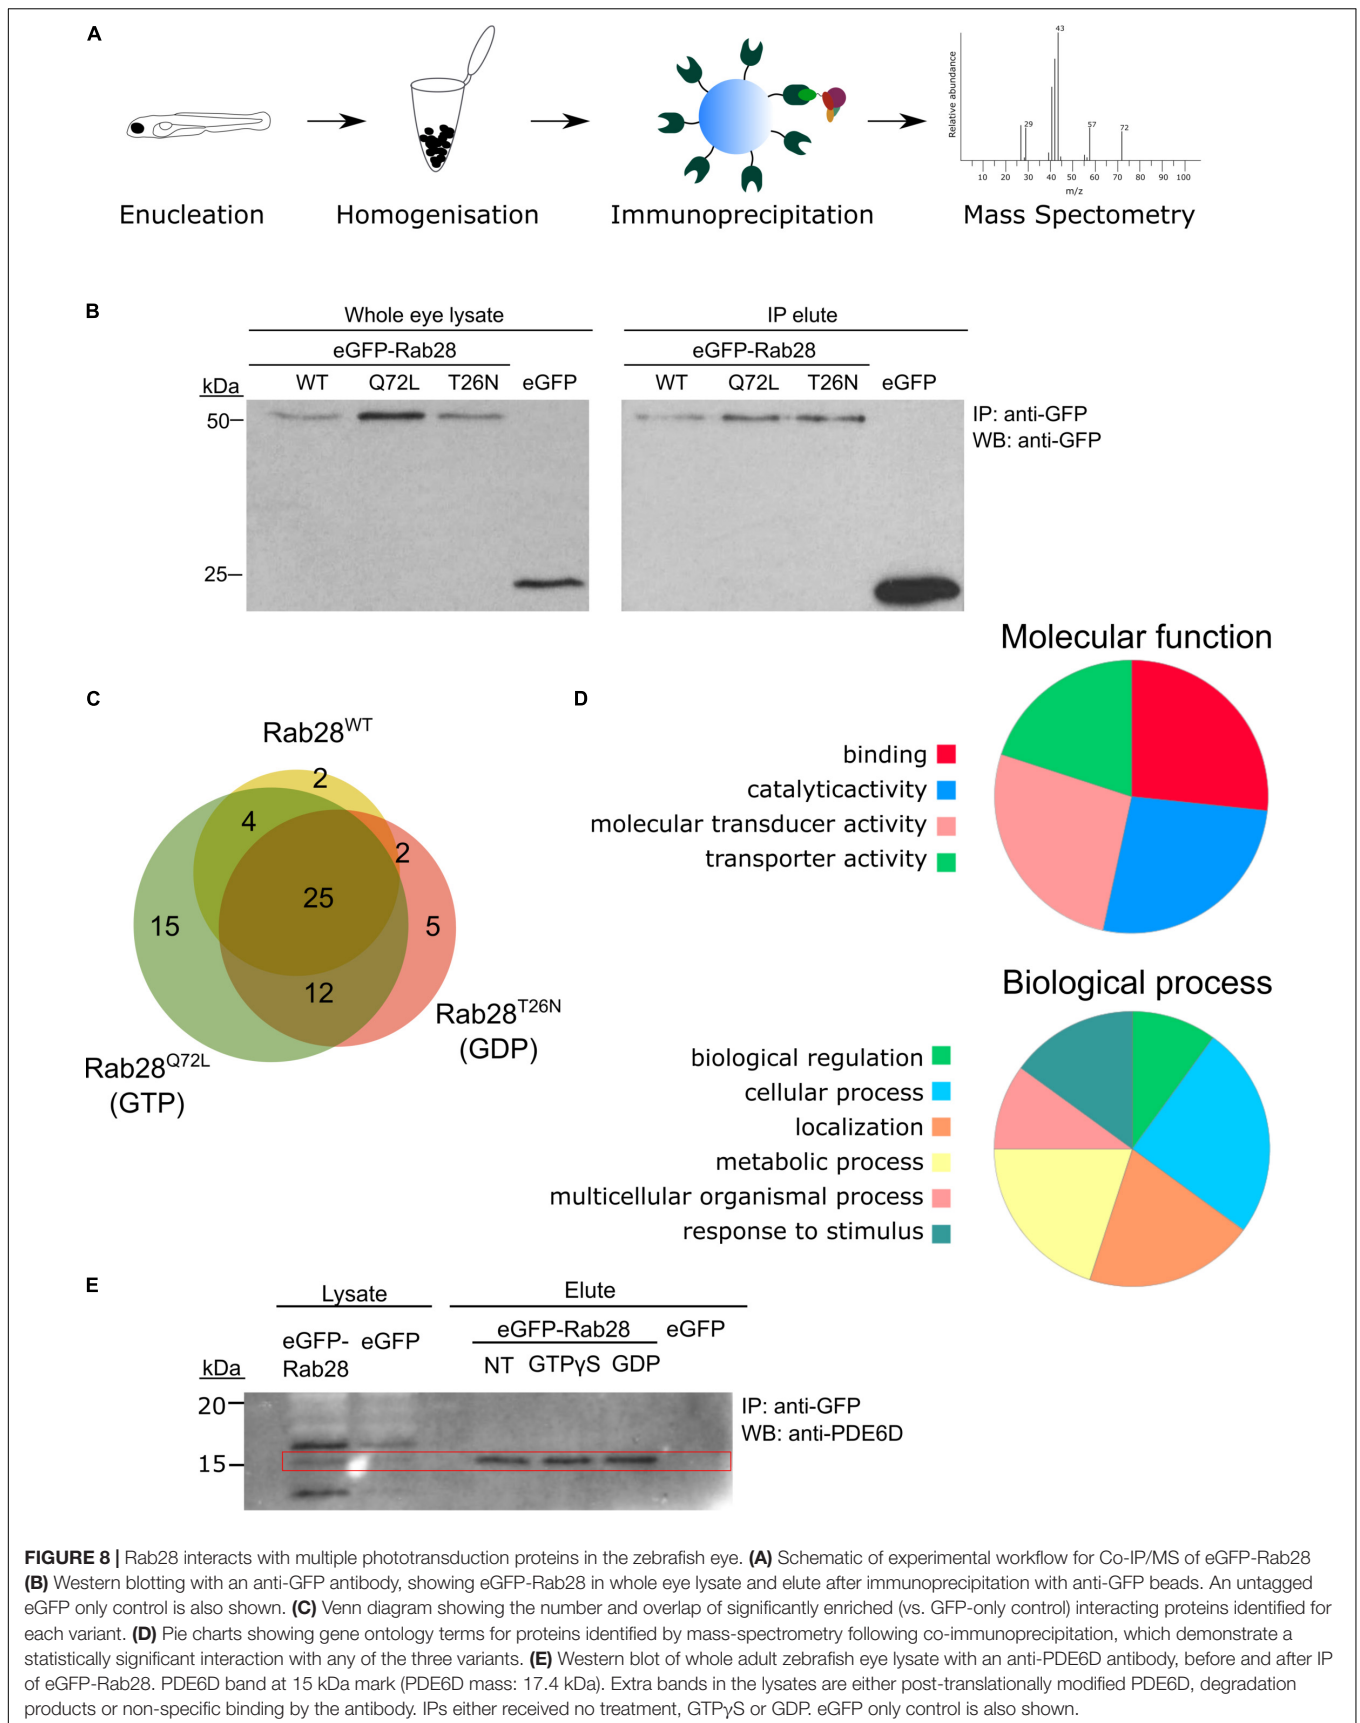 A
Relative abundance
43
29
57
72
10 20 30 40 50 60 70 80 90 100
m/z
Enucleation Homogenisation Immunoprecipitation Mass Spectometry
B
Whole eye lysate IP elute
eGFP-Rab28 eGFP-Rab28
kDa WT Q72L T26N eGFP WT Q72L T26N eGFP
50
IP: anti-GFP
WB: anti-GFP
25
C
Rab28WT
2
4
2
25
15
5
12
Rab28T26N
(GDP)
Rab28Q72L
(GTP)
D
Molecular function
binding
catalyticactivity
molecular transducer activity
transporter activity
Biological process
biological regulation
cellular process
localization
metabolic process
multicellular organismal process
response to stimulus
E
Lysate Elute
eGFP-Rab28 eGFP eGFP-Rab28 eGFP
kDa NT GTPγS GDP
20
IP: anti-GFP
WB: anti-PDE6D
15
FIGURE 8 | Rab28 interacts with multiple phototransduction proteins in the zebrafish eye. (A) Schematic of experimental workflow for Co-IP/MS of eGFP-Rab28
(B) Western blotting with an anti-GFP antibody, showing eGFP-Rab28 in whole eye lysate and elute after immunoprecipitation with anti-GFP beads. An untagged
eGFP only control is also shown. (C) Venn diagram showing the number and overlap of significantly enriched (vs. GFP-only control) interacting proteins identified for
each variant. (D) Pie charts showing gene ontology terms for proteins identified by mass-spectrometry following co-immunoprecipitation, which demonstrate a
statistically significant interaction with any of the three variants. (E) Western blot of whole adult zebrafish eye lysate with an anti-PDE6D antibody, before and after IP
of eGFP-Rab28. PDE6D band at 15 kDa mark (PDE6D mass: 17.4 kDa). Extra bands in the lysates are either post-translationally modified PDE6D, degradation
products or non-specific binding by the antibody. IPs either received no treatment, GTPγS or GDP. eGFP only control is also shown.